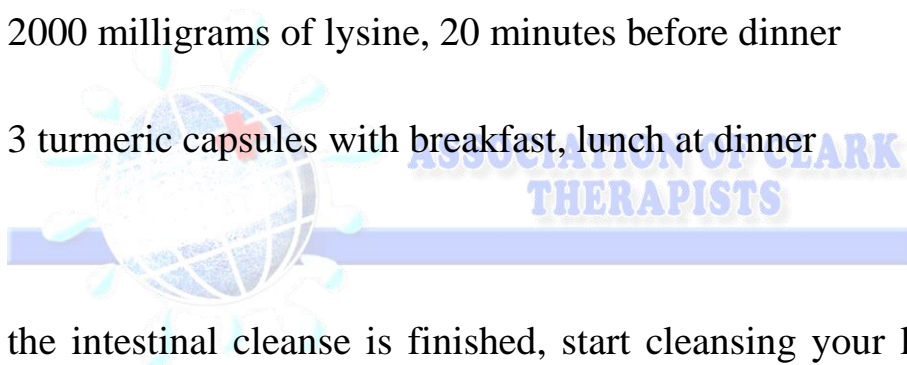 2000 milligrams of lysine, 20 minutes before dinner
3 turmeric capsules with breakfast, lunch at dinner
ASSOCIATION OF CLARK
THERAPISTS
the intestinal cleanse is finished, start cleansing your